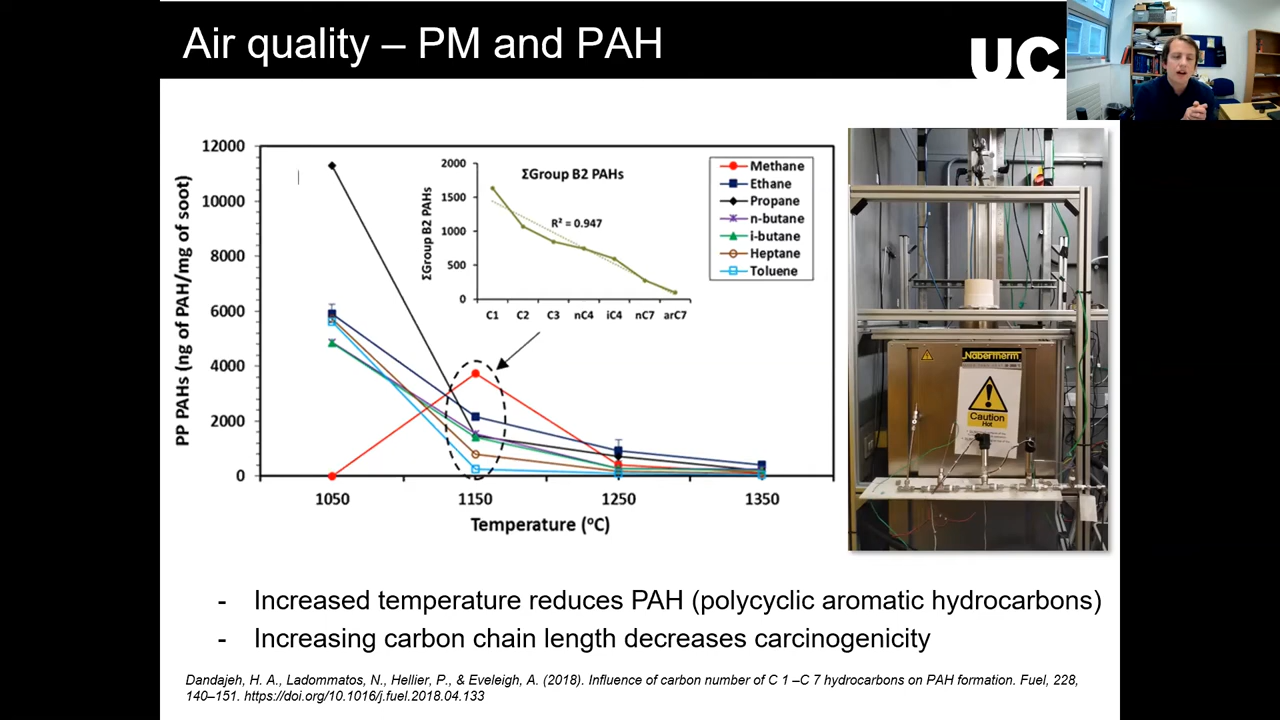 Air quality – PM and PAH
UC
PP PAHs (ng of PAH/mg of soot)
12000
10000
8000
6000
4000
2000
0
1050
1150
1250
1350
Temperature (°C)
ΣGroup B2 PAHs
ΣGroup B2 PAHs
2000
1500
1000
500
0
R² = 0.947
C1
C2
C3
nC4
iC4
nC7
arC7
Methane
Ethane
Propane
n-butane
i-butane
Heptane
Toluene
Nabertherm
Caution
Hot
- Increased temperature reduces PAH (polycyclic aromatic hydrocarbons)
- Increasing carbon chain length decreases carcinogenicity
Dandajeh, H. A., Ladommatos, N., Hellier, P., & Eveleigh, A. (2018). Influence of carbon number of C 1 –C 7 hydrocarbons on PAH formation. Fuel, 228,
140–151. https://doi.org/10.1016/j.fuel.2018.04.133